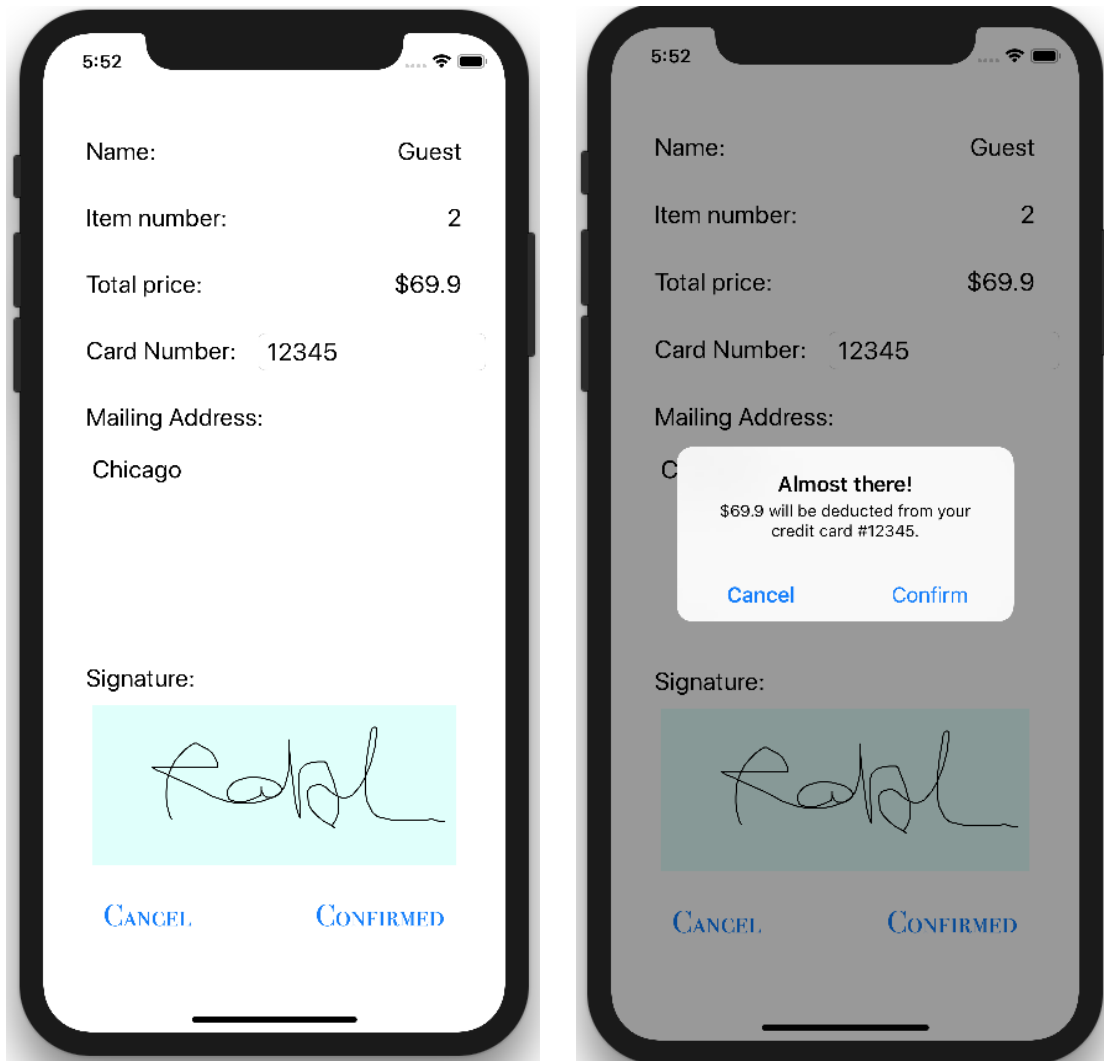 5:52
Name: Guest
Item number: 2
Total price: $69.9
Card Number: 12345
Mailing Address:
Chicago
Signature:
CANCEL CONFIRMED
5:52
Name: Guest
Item number: 2
Total price: $69.9
Card Number: 12345
Mailing Address:
C
Almost there!
$69.9 will be deducted from your
credit card #12345.
Cancel Confirm
Signature:
CANCEL CONFIRMED